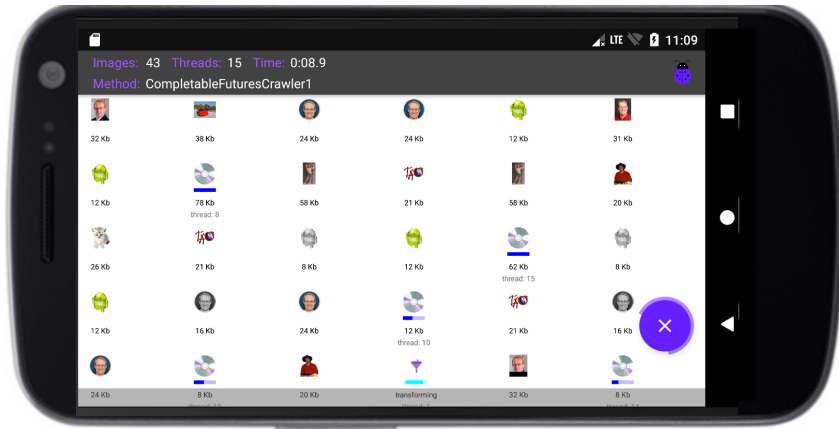 LTE 11:09
Images: 43 Threads: 15 Time: 0:08.9
Method: CompletableFuturesCrawler1
32 Kb 38 Kb 24 Kb 24 Kb 12 Kb 31 Kb
12 Kb 78 Kb 58 Kb 21 Kb 58 Kb 20 Kb
thread: 8
26 Kb 21 Kb 8 Kb 12 Kb 62 Kb 8 Kb
thread: 15
12 Kb 16 Kb 24 Kb 12 Kb 21 Kb 16 Kb
thread: 10
24 Kb 8 Kb 20 Kb transforming 32 Kb 8 Kb